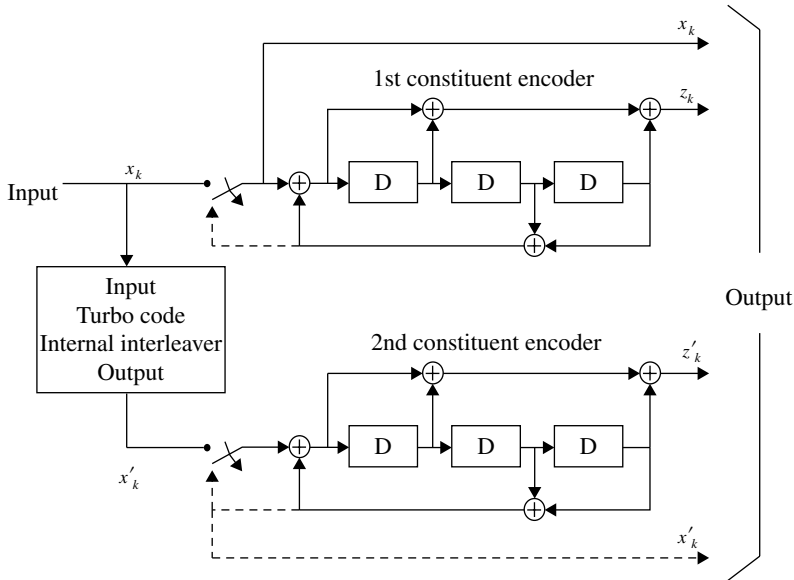 x_k
1st constituent encoder
z_k
x_k
Input
D D D
Input
Turbo code
Internal interleaver
Output
Output
2nd constituent encoder
z'_k
D D D
x'_k
x'_k